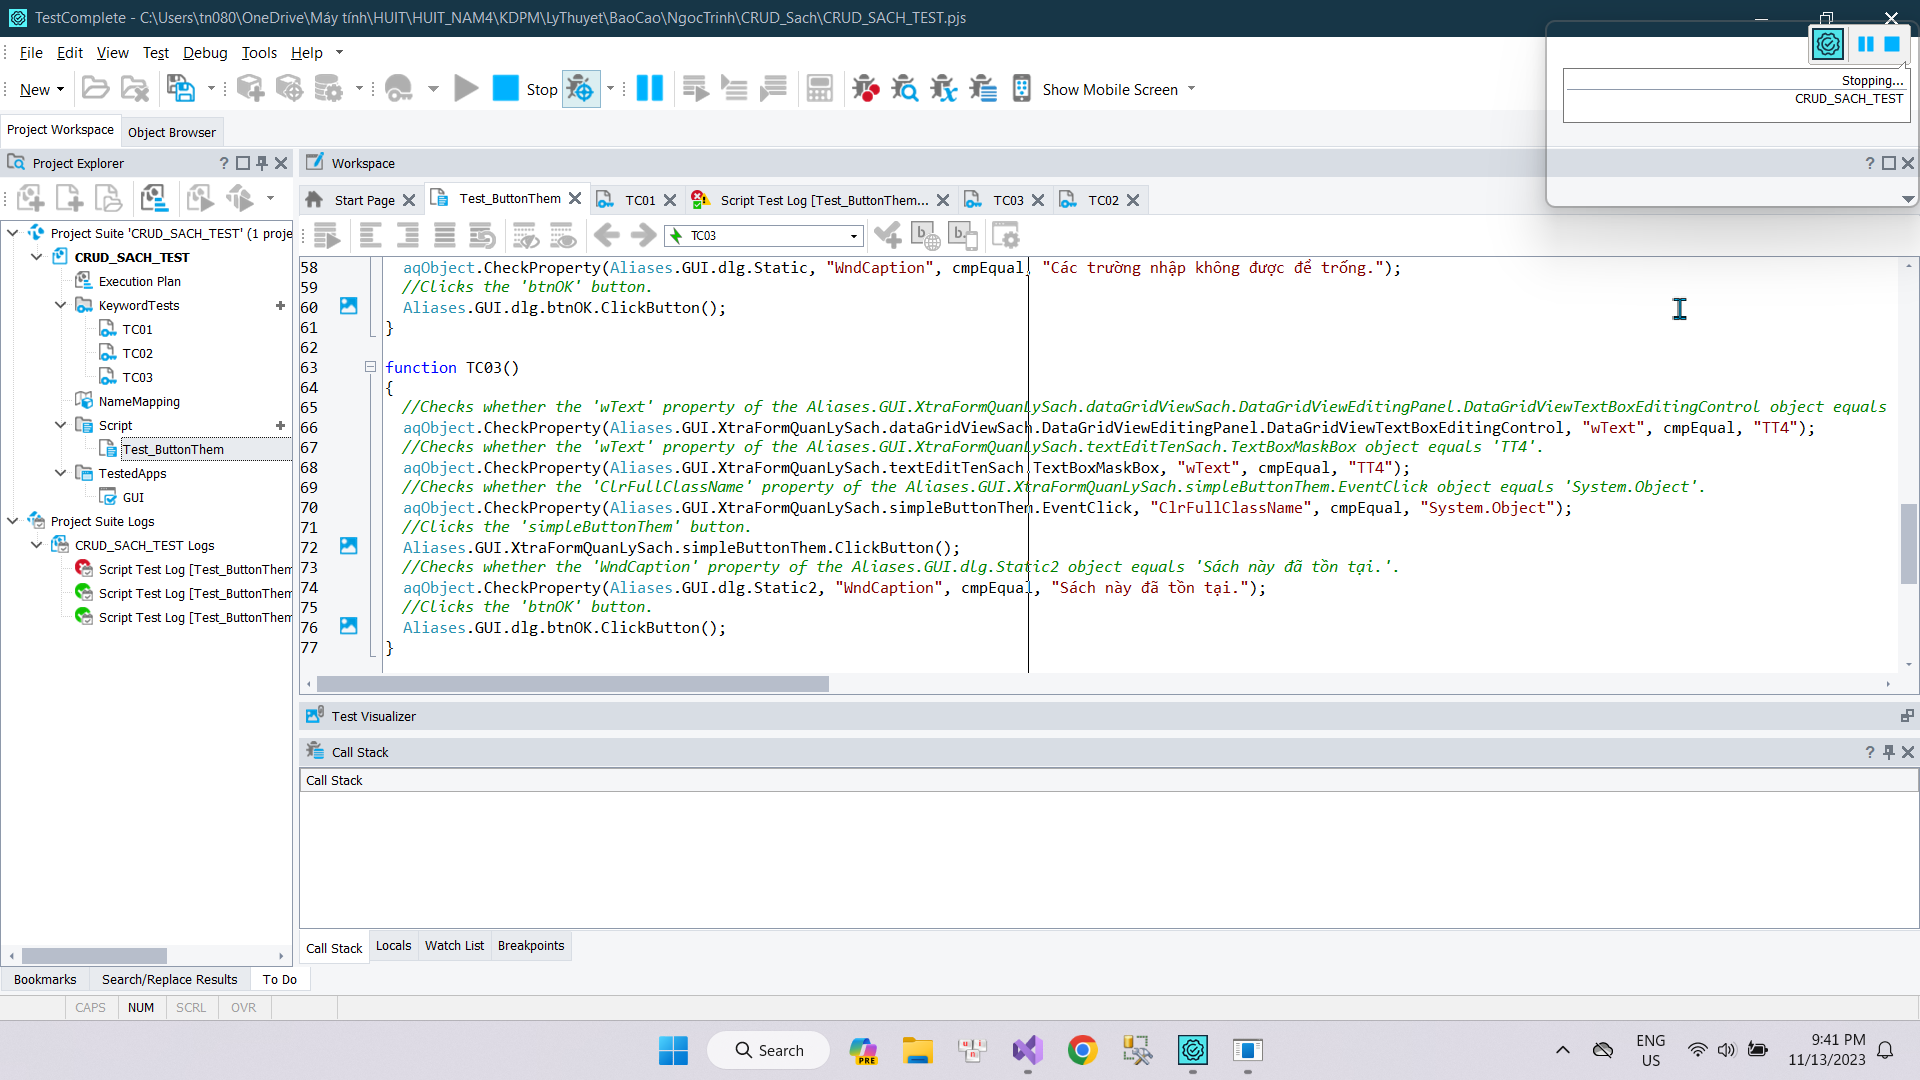 TestComplete - C:\Users\tn080\OneDrive\Máy tính\HUIT\HUIT_NAM4\KDPM\LyThuyet\BaoCao\NgocTrinh\CRUD_Sach\CRUD_SACH_TEST.pjs
File Edit View Test Debug Tools Help
New Stop Show Mobile Screen
Stopping...
CRUD_SACH_TEST
Project Workspace Object Browser
Project Explorer
Workspace
Start Page Test_ButtonThem TC01 Script Test Log [Test_ButtonThem... TC03 TC02
TC03
Project Suite 'CRUD_SACH_TEST' (1 proje
CRUD_SACH_TEST
Execution Plan
KeywordTests
TC01
TC02
TC03
NameMapping
Script
Test_ButtonThem
TestedApps
GUI
Project Suite Logs
CRUD_SACH_TEST Logs
Script Test Log [Test_ButtonThem
Script Test Log [Test_ButtonThem
Script Test Log [Test_ButtonThem
58 aqObject.CheckProperty(Aliases.GUI.dlg.Static, "WndCaption", cmpEqual, "Các trường nhập không được để trống.");
59 //Clicks the 'btnOK' button.
60 Aliases.GUI.dlg.btnOK.ClickButton();
61 }
62
63 function TC03()
64 {
65 //Checks whether the 'wText' property of the Aliases.GUI.XtraFormQuanLySach.dataGridViewSach.DataGridViewEditingPanel.DataGridViewTextBoxEditingControl object equals
66 aqObject.CheckProperty(Aliases.GUI.XtraFormQuanLySach.dataGridViewSach.DataGridViewEditingPanel.DataGridViewTextBoxEditingControl, "wText", cmpEqual, "TT4");
67 //Checks whether the 'wText' property of the Aliases.GUI.XtraFormQuanLySach.textEditTenSach.TextBoxMaskBox object equals 'TT4'.
68 aqObject.CheckProperty(Aliases.GUI.XtraFormQuanLySach.textEditTenSach.TextBoxMaskBox, "wText", cmpEqual, "TT4");
69 //Checks whether the 'ClrFullClassName' property of the Aliases.GUI.XtraFormQuanLySach.simpleButtonThem.EventClick object equals 'System.Object'.
70 aqObject.CheckProperty(Aliases.GUI.XtraFormQuanLySach.simpleButtonThem.EventClick, "ClrFullClassName", cmpEqual, "System.Object");
71 //Clicks the 'simpleButtonThem' button.
72 Aliases.GUI.XtraFormQuanLySach.simpleButtonThem.ClickButton();
73 //Checks whether the 'WndCaption' property of the Aliases.GUI.dlg.Static2 object equals 'Sách này đã tồn tại.'.
74 aqObject.CheckProperty(Aliases.GUI.dlg.Static2, "WndCaption", cmpEqual, "Sách này đã tồn tại.");
75 //Clicks the 'btnOK' button.
76 Aliases.GUI.dlg.btnOK.ClickButton();
77 }
Test Visualizer
Call Stack
Call Stack
Call Stack Locals Watch List Breakpoints
Bookmarks Search/Replace Results To Do
CAPS NUM SCRL OVR
Search
PRE
ENG
US
9:41 PM
11/13/2023